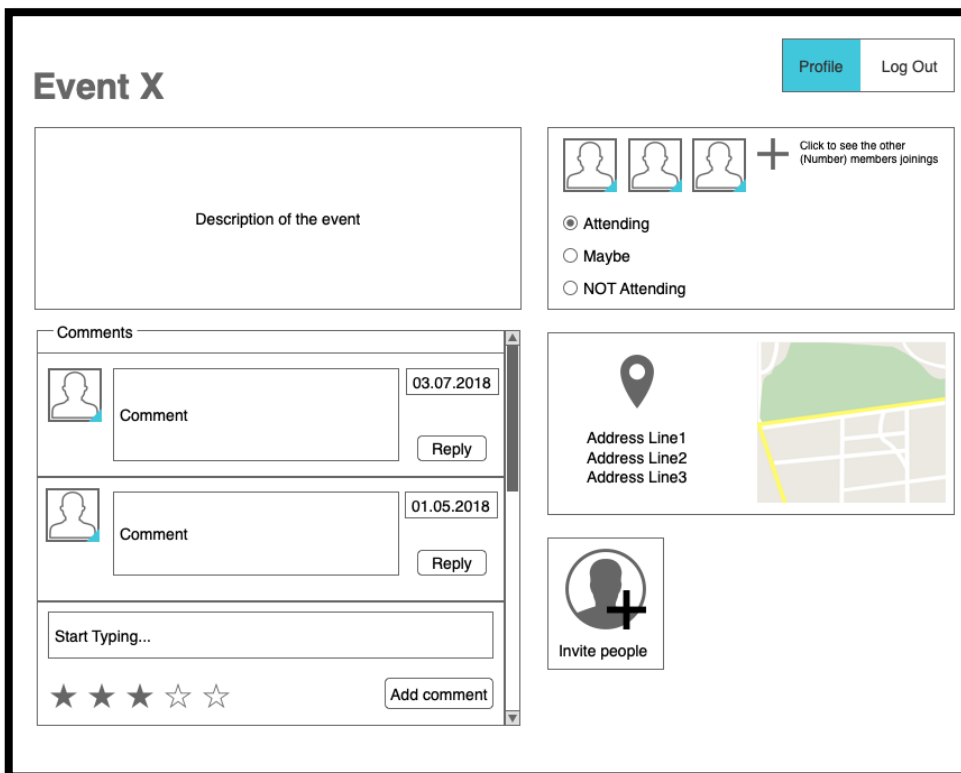 Profile
Log Out
Event X
Description of the event
Click to see the other
(Number) members joinings
Attending
Maybe
NOT Attending
Comments
Comment
03.07.2018
Reply
Comment
01.05.2018
Reply
Start Typing...
Add comment
Address Line1
Address Line2
Address Line3
Invite people